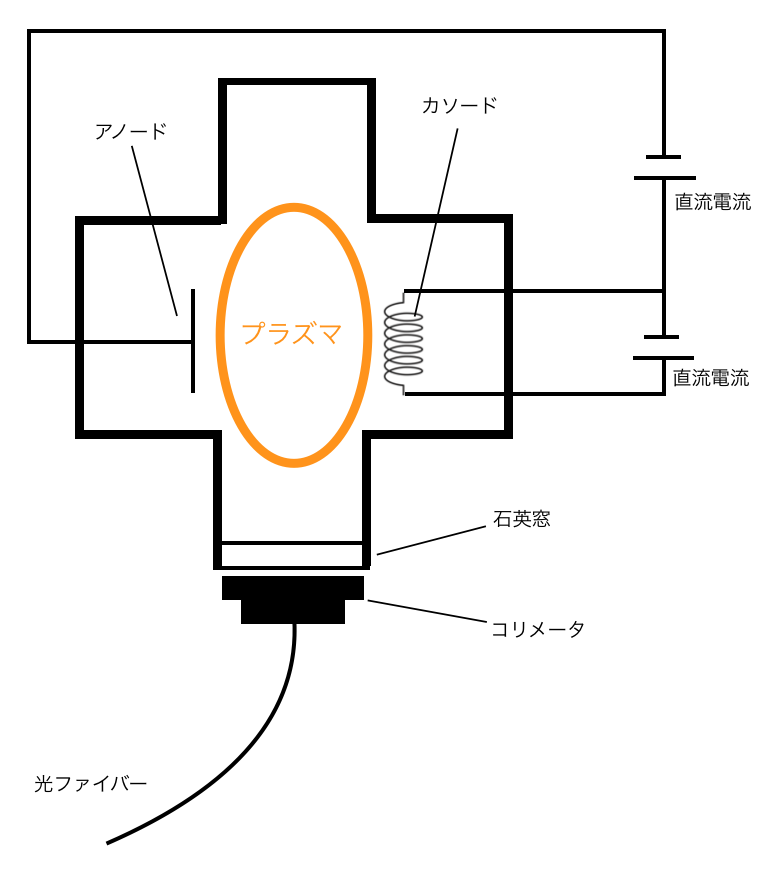 カソード
アノード
直流電流
プラズマ
直流電流
石英窓
コリメータ
光ファイバー